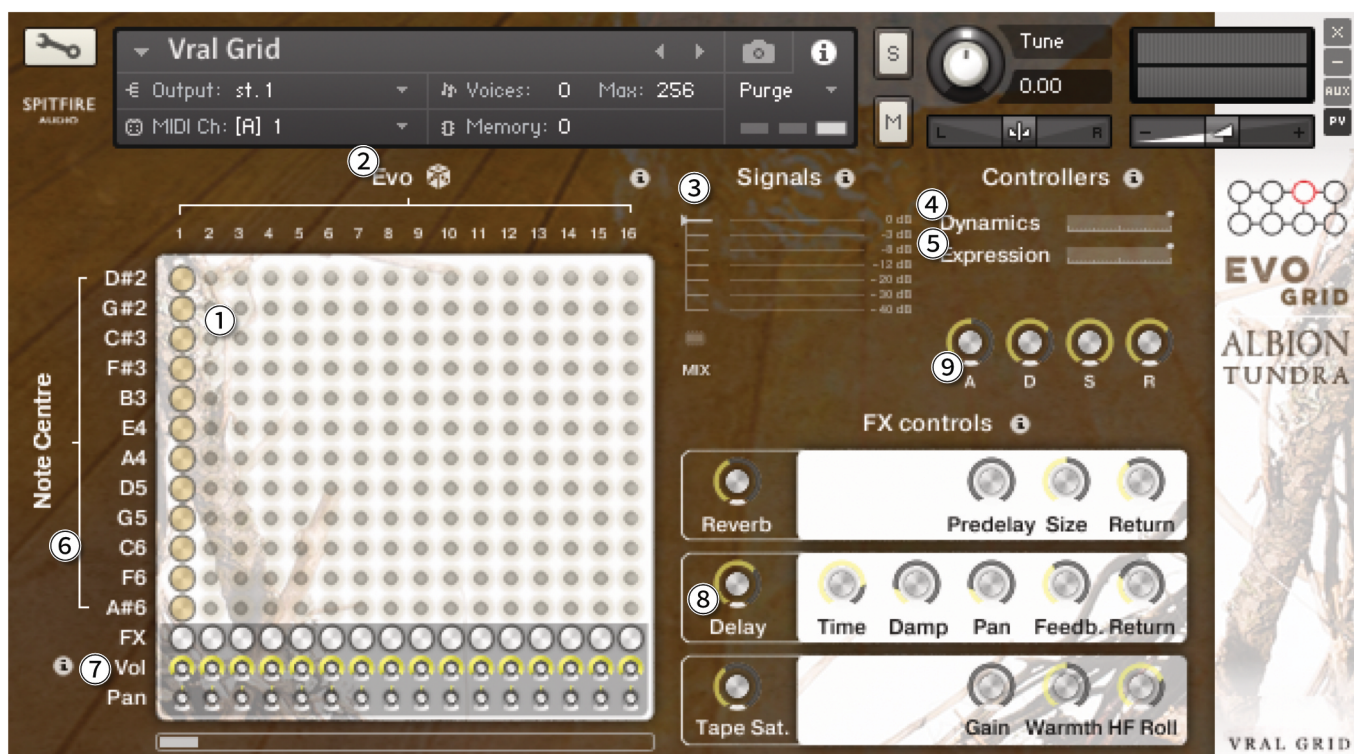 Vral Grid
S
Tune
0.00
X
-
AUX
PV
SPITFIRE
AUDIO
Output: st.1
Voices: 0 Max: 256
Purge
MIDI Ch: [A] 1
Memory: 0
M
L R
- +
②
Evo
③
Signals
Controllers
④
Dynamics
⑤
Expression
1 2 3 4 5 6 7 8 9 10 11 12 13 14 15 16
0 dB
-3 dB
-12 dB
-20 dB
-30 dB
-40 dB
MIX
⑨
A D S R
EVO
GRID
ALBION
TUNDRA
Note Centre
D#2
G#2
①
C#3
F#3
B3
E4
A4
D5
G5
C6
⑥
F6
A#6
FX
⑦
Vol
Pan
FX controls
Reverb
Predelay Size Return
⑧
Delay
Time Damp Pan Feedb. Return
Tape Sat.
Gain Warmth HF Roll
VRAL GRID